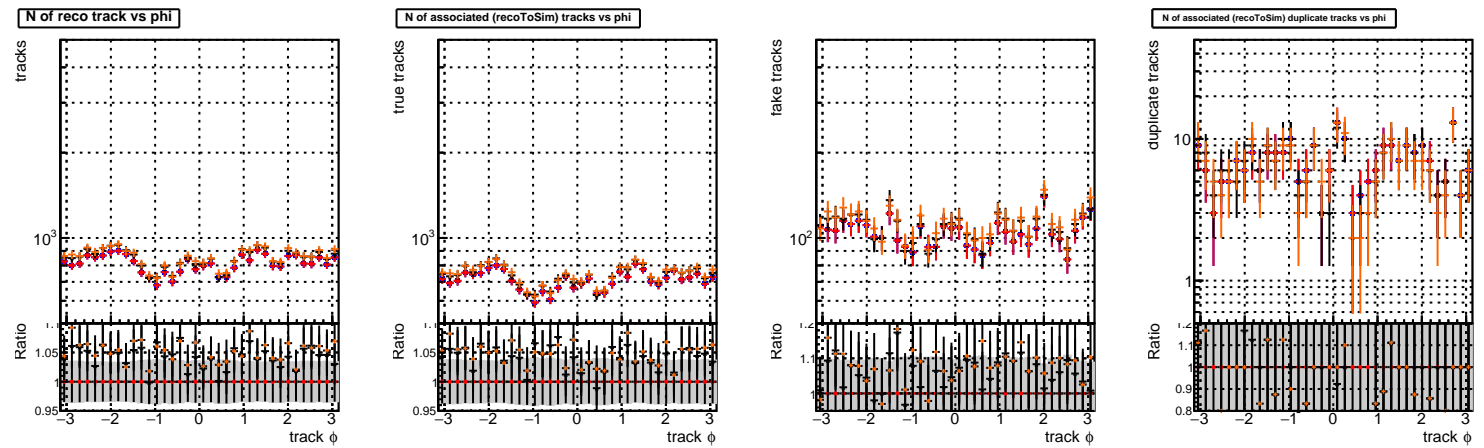 N of reco track vs phi
tracks
10³
Ratio
1.1
1.05
1
0.95
−3 −2 −1 0 1 2 3
track ϕ
N of associated (recoToSim) tracks vs phi
true tracks
10³
Ratio
1.1
1.05
1
0.95
−3 −2 −1 0 1 2 3
track ϕ
fake tracks
10²
Ratio
1.2
1.1
1
−3 −2 −1 0 1 2 3
track ϕ
N of associated (recoToSim) duplicate tracks vs phi
duplicate tracks
10
1
Ratio
1.2
1.1
1
0.9
0.8
−3 −2 −1 0 1 2 3
track ϕ